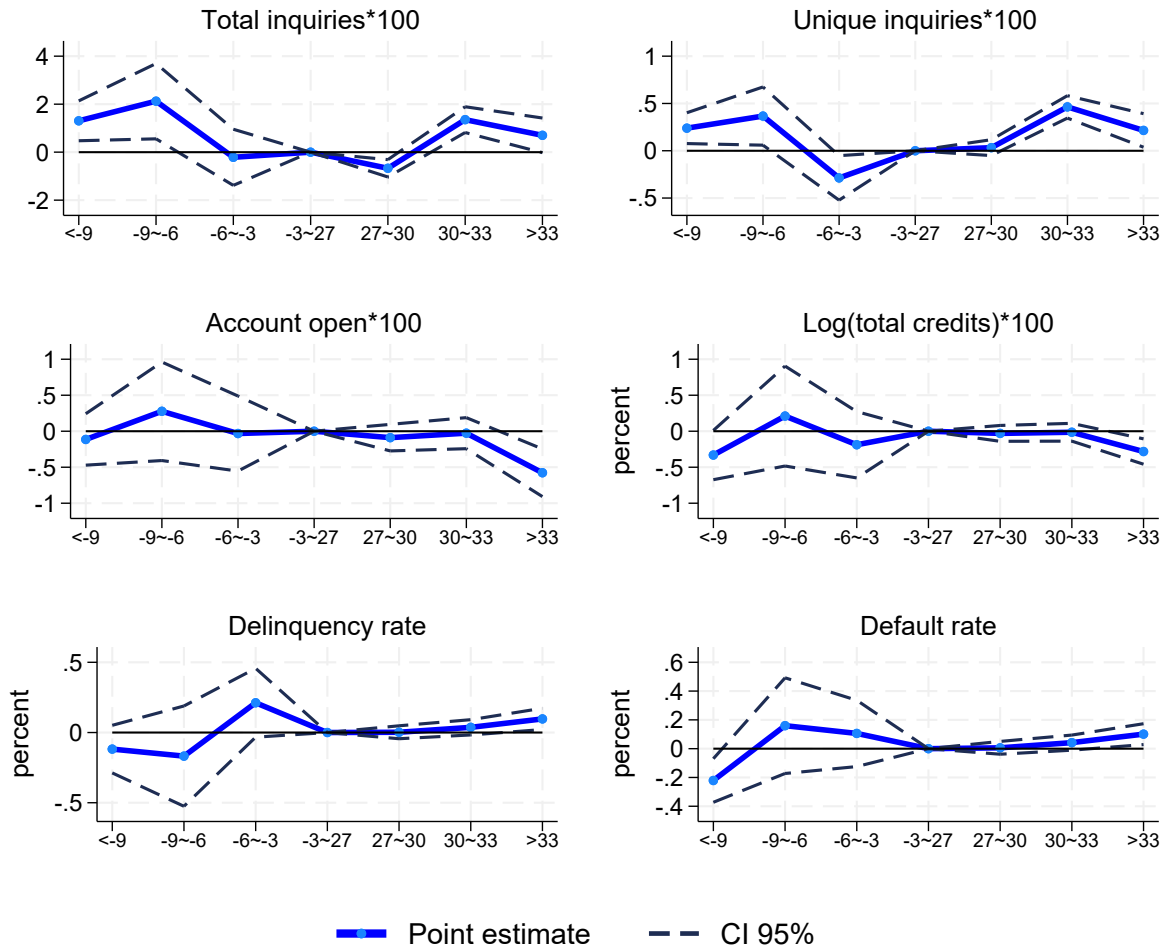 Total inquiries*100
4
2
0
-2
<-9 -9~-6 -6~-3 -3~27 27~30 30~33 >33
Unique inquiries*100
1
.5
0
-.5
<-9 -9~-6 -6~-3 -3~27 27~30 30~33 >33
Account open*100
1
.5
0
-.5
-1
<-9 -9~-6 -6~-3 -3~27 27~30 30~33 >33
Log(total credits)*100
percent
1
.5
0
-.5
-1
<-9 -9~-6 -6~-3 -3~27 27~30 30~33 >33
Delinquency rate
percent
.5
0
-.5
<-9 -9~-6 -6~-3 -3~27 27~30 30~33 >33
Default rate
percent
.6
.4
.2
0
-.2
-.4
<-9 -9~-6 -6~-3 -3~27 27~30 30~33 >33
Point estimate CI 95%